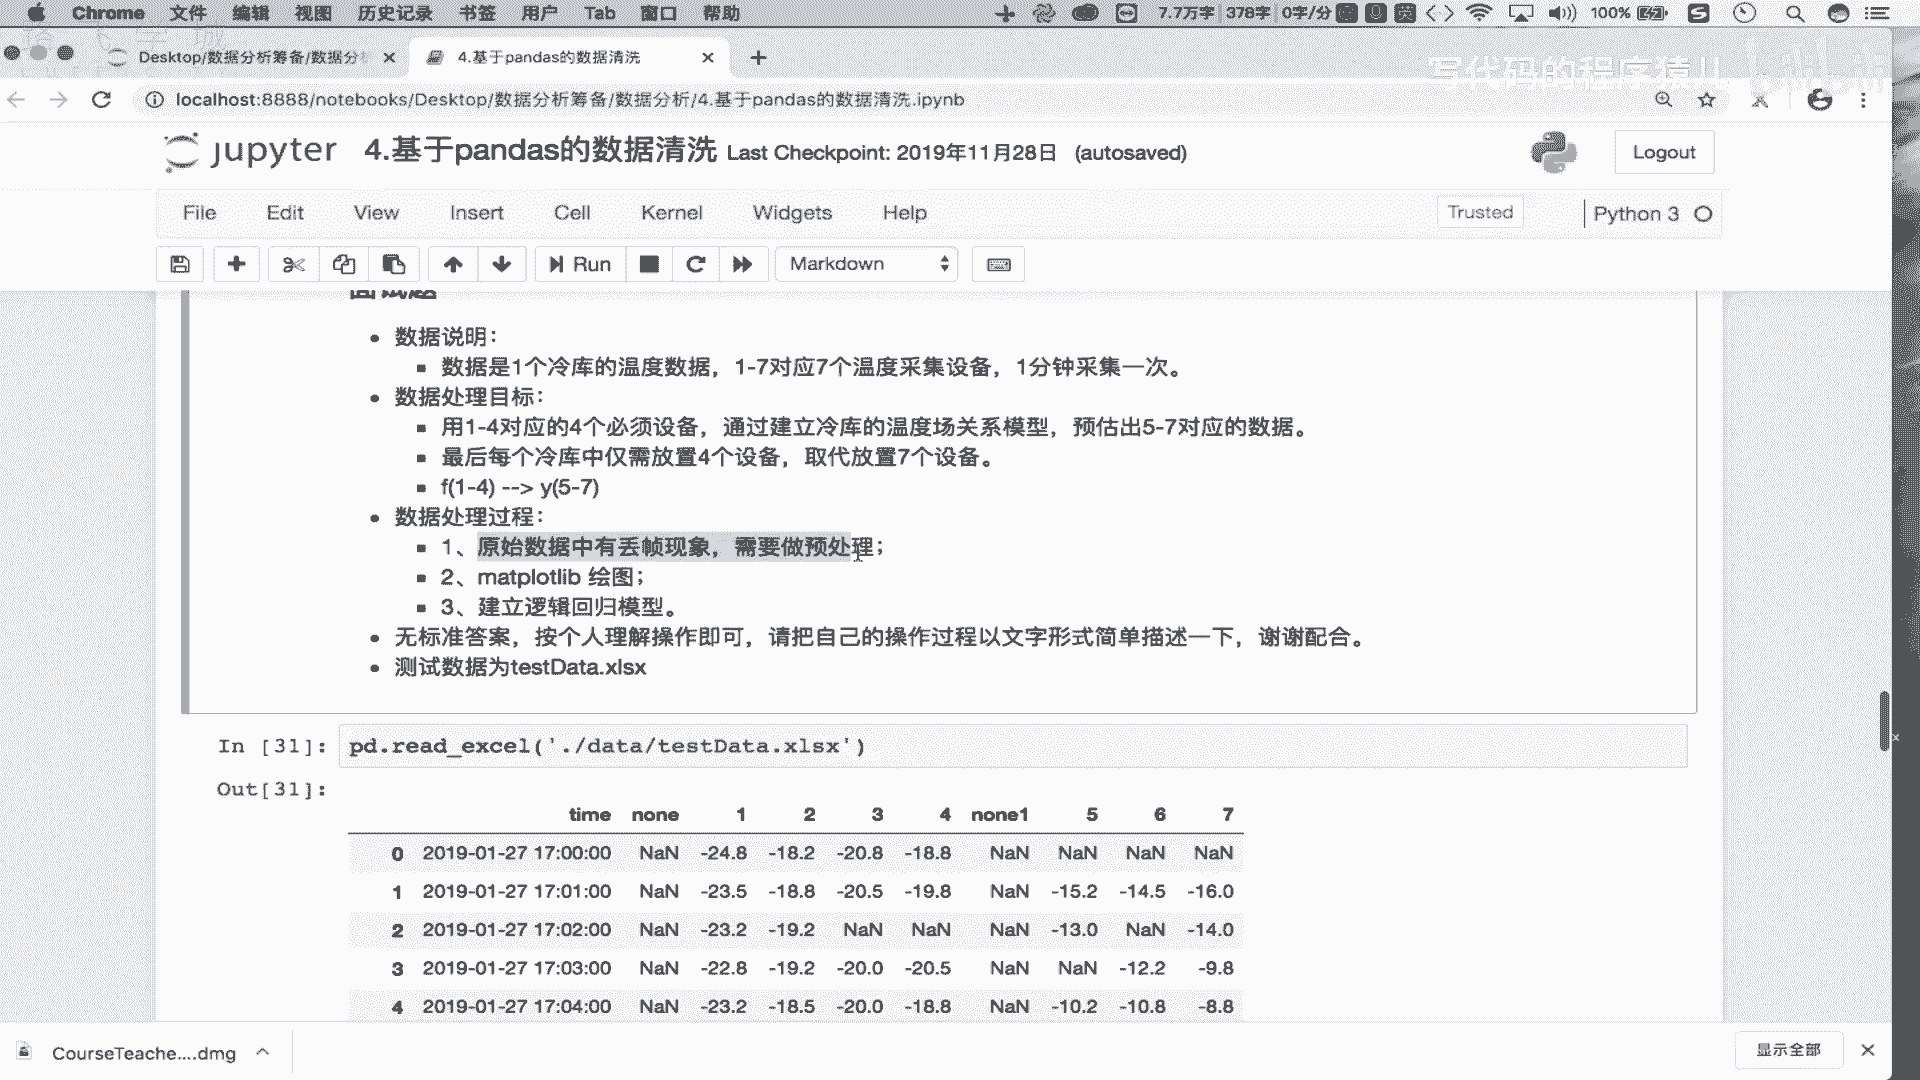 Chrome 文件 编辑 视图 历史记录 书签 用户 Tab 窗口 帮助 7.7万字 378字 0字/分 英 100%
Desktop/数据分析筹备/数据分 4.基于pandas的数据清洗
写代码的程序猿儿 bilibili
localhost:8888/notebooks/Desktop/数据分析筹备/数据分析/4.基于pandas的数据清洗.ipynb
jupyter 4.基于pandas的数据清洗 Last Checkpoint: 2019年11月28日 (autosaved) Logout
File Edit View Insert Cell Kernel Widgets Help Trusted Python 3
Run Markdown
面试题
数据说明：
数据是1个冷库的温度数据，1-7对应7个温度采集设备，1分钟采集一次。
数据处理目标：
用1-4对应的4个必须设备，通过建立冷库的温度场关系模型，预估出5-7对应的数据。
最后每个冷库中仅需放置4个设备，取代放置7个设备。
f(1-4) --> y(5-7)
数据处理过程：
1、原始数据中有丢帧现象，需要做预处理；
2、matplotlib 绘图；
3、建立逻辑回归模型。
无标准答案，按个人理解操作即可，请把自己的操作过程以文字形式简单描述一下，谢谢配合。
测试数据为testData.xlsx
In [31]: pd.read_excel('./data/testData.xlsx')
Out[31]:
time none 1 2 3 4 none1 5 6 7
0 2019-01-27 17:00:00 NaN -24.8 -18.2 -20.8 -18.8 NaN NaN NaN NaN
1 2019-01-27 17:01:00 NaN -23.5 -18.8 -20.5 -19.8 NaN -15.2 -14.5 -16.0
2 2019-01-27 17:02:00 NaN -23.2 -19.2 NaN NaN NaN -13.0 NaN -14.0
3 2019-01-27 17:03:00 NaN -22.8 -19.2 -20.0 -20.5 NaN NaN -12.2 -9.8
4 2019-01-27 17:04:00 NaN -23.2 -18.5 -20.0 -18.8 NaN -10.2 -10.8 -8.8
CourseTeache....dmg 显示全部